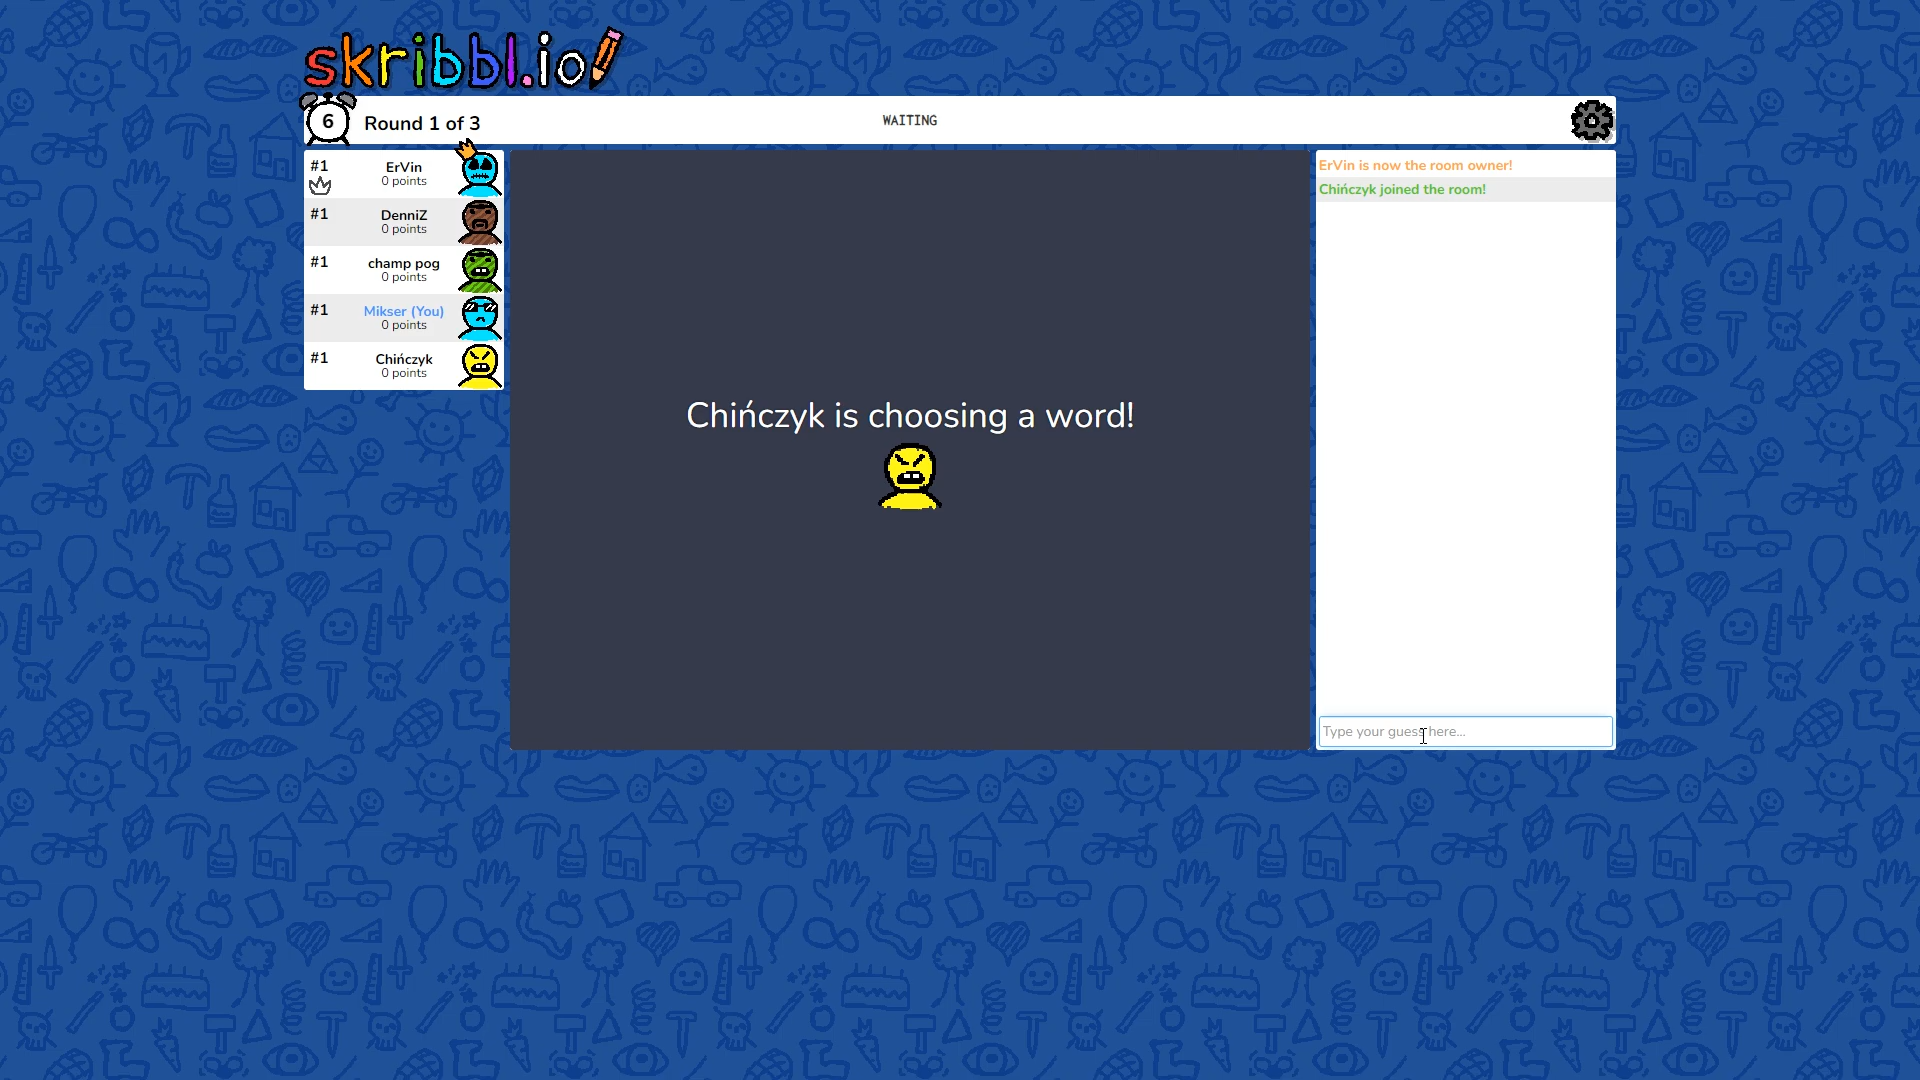 skribbl.io
6
Round 1 of 3
WAITING
#1
ErVin
0 points
#1
DenniZ
0 points
#1
champ pog
0 points
#1
Mikser (You)
0 points
#1
Chińczyk
0 points
Chińczyk is choosing a word!
ErVin is now the room owner!
Chińczyk joined the room!
Type your guess here...